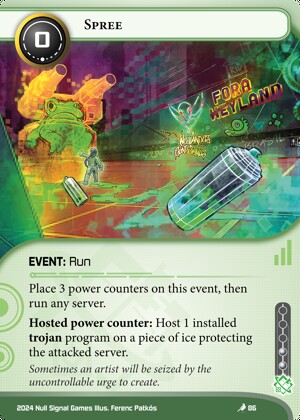 0
SPREE
FORA
WEYLAND
EVENT: Run
Place 3 power counters on this event, then
run any server.
Hosted power counter: Host 1 installed
trojan program on a piece of ice protecting
the attacked server.
Sometimes an artist will be seized by the
uncontrollable urge to create.
2024 Null Signal Games Illus. Ferenc Patkós
86